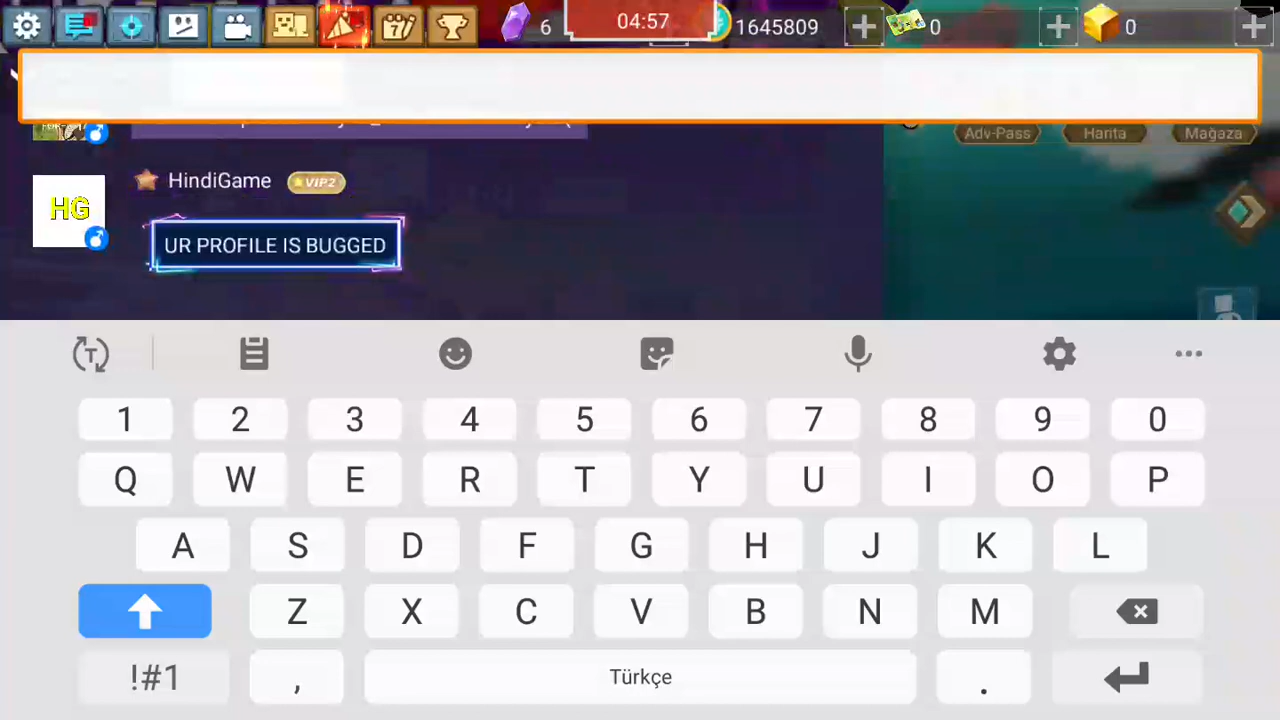 6
04:57
1645809
0
0
Adv-Pass
Harita
Mağaza
HindiGame
VIP2
HG
UR PROFILE IS BUGGED
1 2 3 4 5 6 7 8 9 0
Q W E R T Y U I O P
A S D F G H J K L
Z X C V B N M
!#1 , Türkçe .